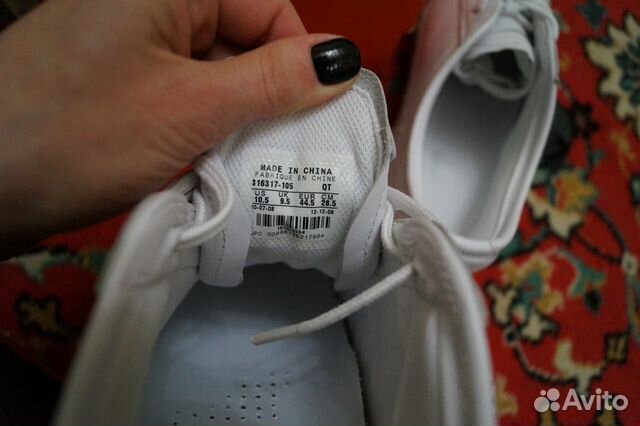 MADE IN CHINA
FABRIQUE EN CHINE
316317-105 QT
US UK EUR CM
10.5 9.5 44.5 28.5
12-12-06
Avito